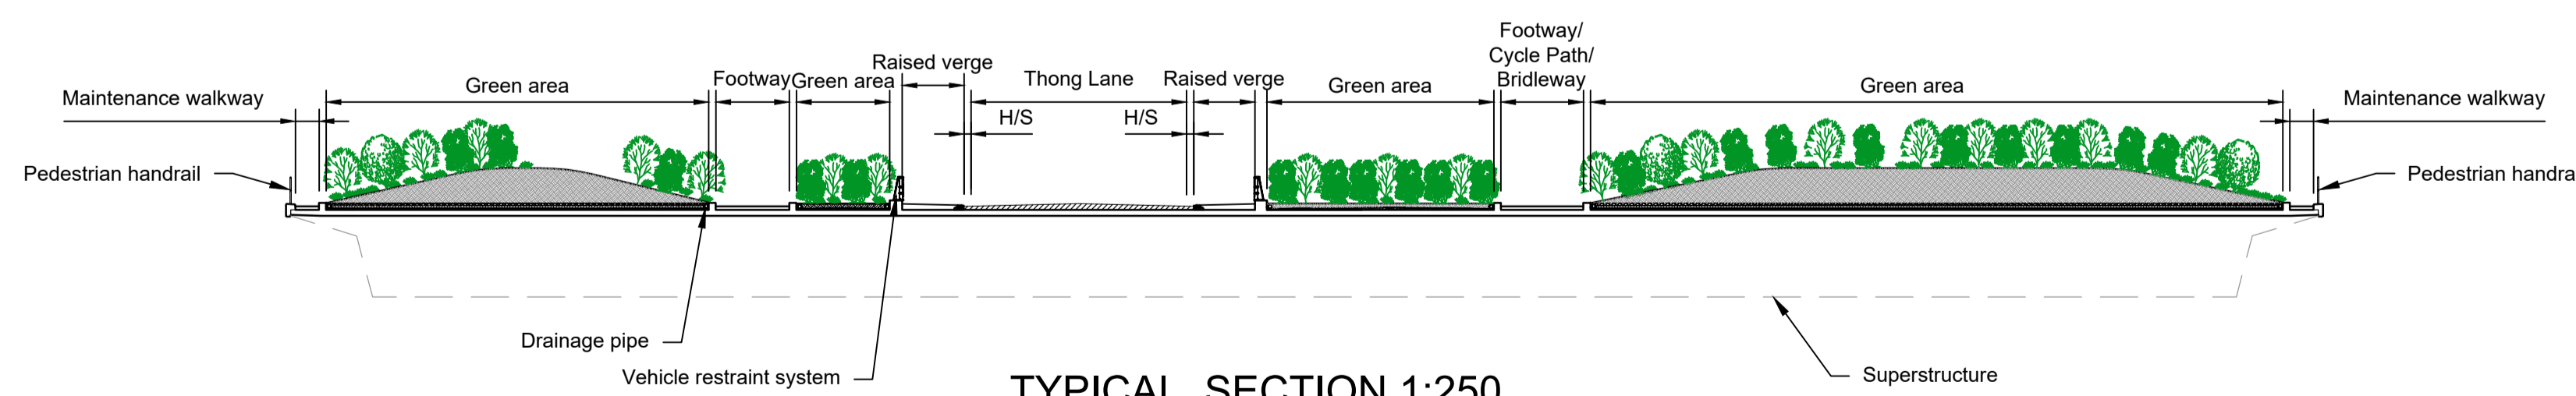 Footway/
Cycle Path/
Bridleway
Raised verge
Green area
Footway
Green area
Thong Lane
Raised verge
Green area
Green area
Maintenance walkway
Maintenance walkway
H/S
H/S
Pedestrian handrail
Pedestrian handra
Drainage pipe
Vehicle restraint system
Superstructure
TYPICAL SECTION 1:250